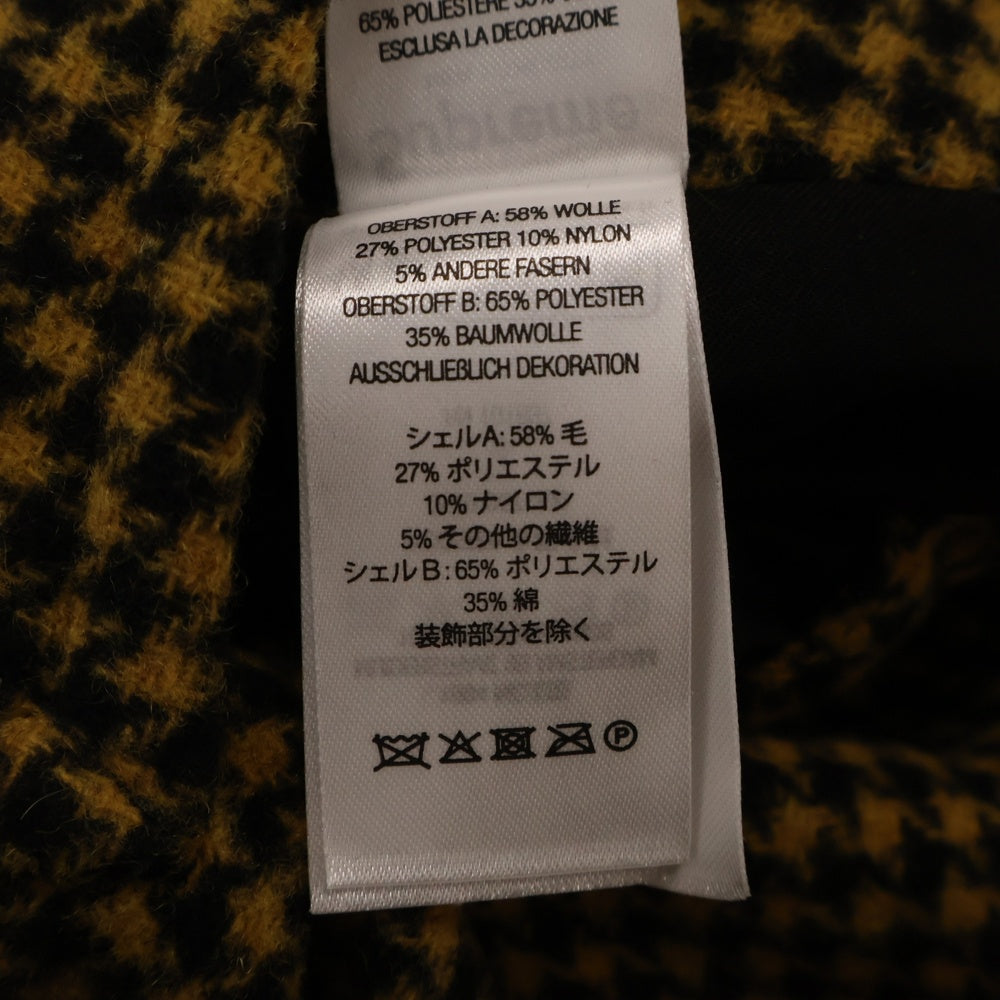 65% POLIESTERE 35%
ESCLUSA LA DECORAZIONE
Supreme
OBERSTOFF A: 58% WOLLE
27% POLYESTER 10% NYLON
5% ANDERE FASERN
OBERSTOFF B: 65% POLYESTER
35% BAUMWOLLE
AUSSCHLIEßLICH DEKORATION
シェルA: 58% 毛
27% ポリエステル
10% ナイロン
5% その他の繊維
シェルB: 65% ポリエステル
35% 綿
装飾部分を除く
P